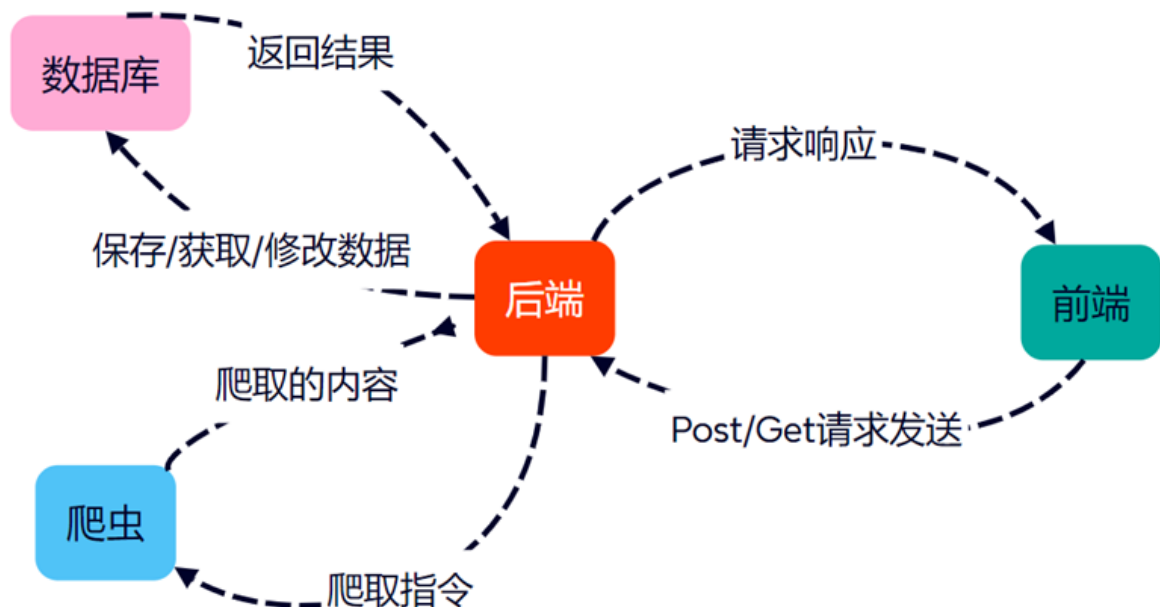 数据库
返回结果
请求响应
保存/获取/修改数据
后端
前端
爬取的内容
Post/Get请求发送
爬虫
爬取指令